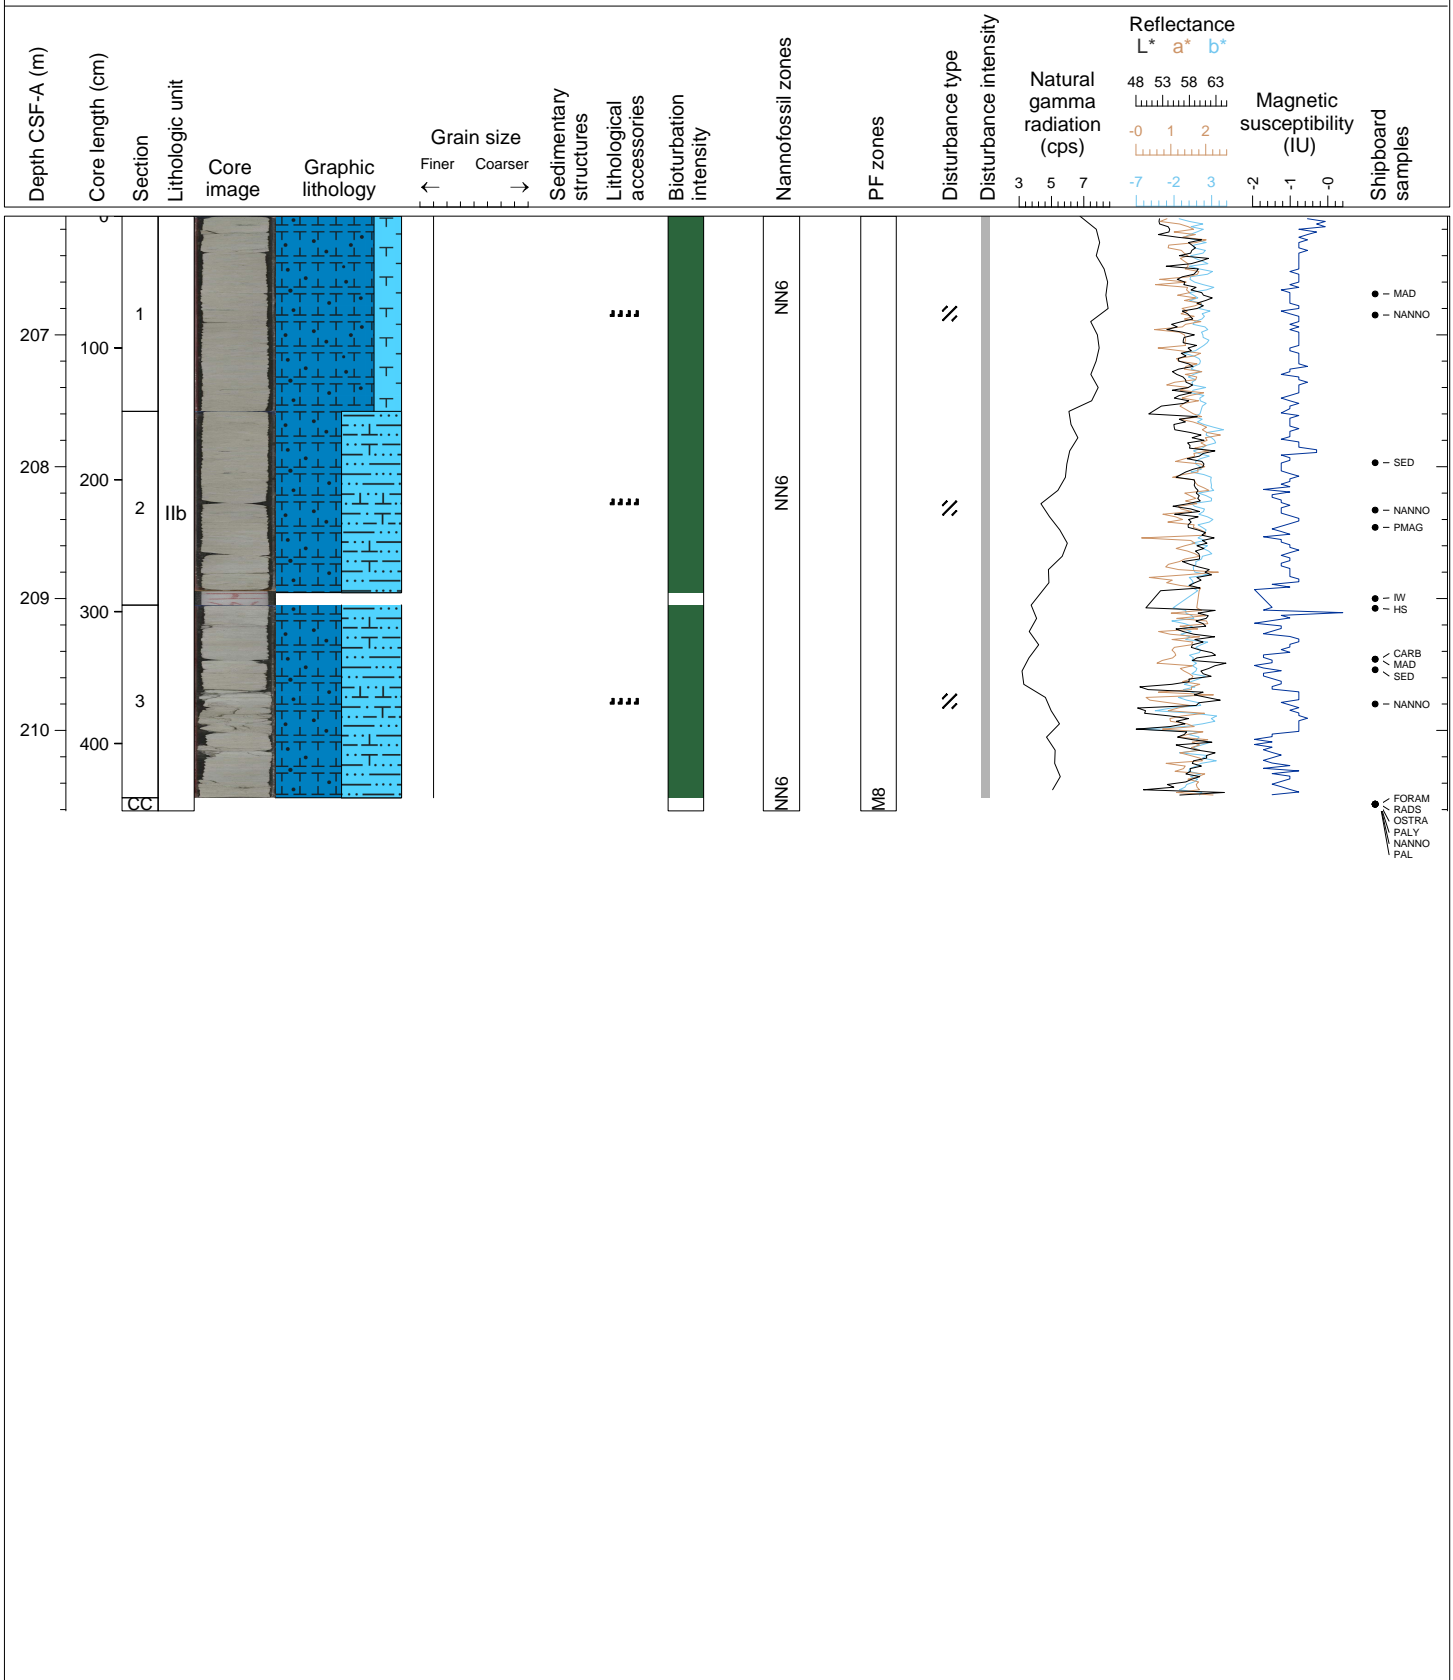 Depth CSF-A (m)
Core length (cm)
Section
Lithologic unit
Core
image
Graphic
lithology
Grain size
Finer
Coarser
←
→
Sedimentary
structures
Lithological
accessories
Bioturbation
intensity
Nannofossil zones
PF zones
Disturbance type
Disturbance intensity
Natural
gamma
radiation
(cps)
3 5 7
Reflectance
L* a* b*
48 53 58 63
-0 1 2
-7 -2 3
Magnetic
susceptibility
(IU)
-2 -1 -0
Shipboard
samples
0
207
100
208
200
209
300
210
400
1
2
3
CC
IIb
NN6
NN6
NN6
M8
MAD
NANNO
SED
NANNO
PMAG
IW
HS
CARB
MAD
SED
NANNO
FORAM
RADS
OSTRA
PALY
NANNO
PAL